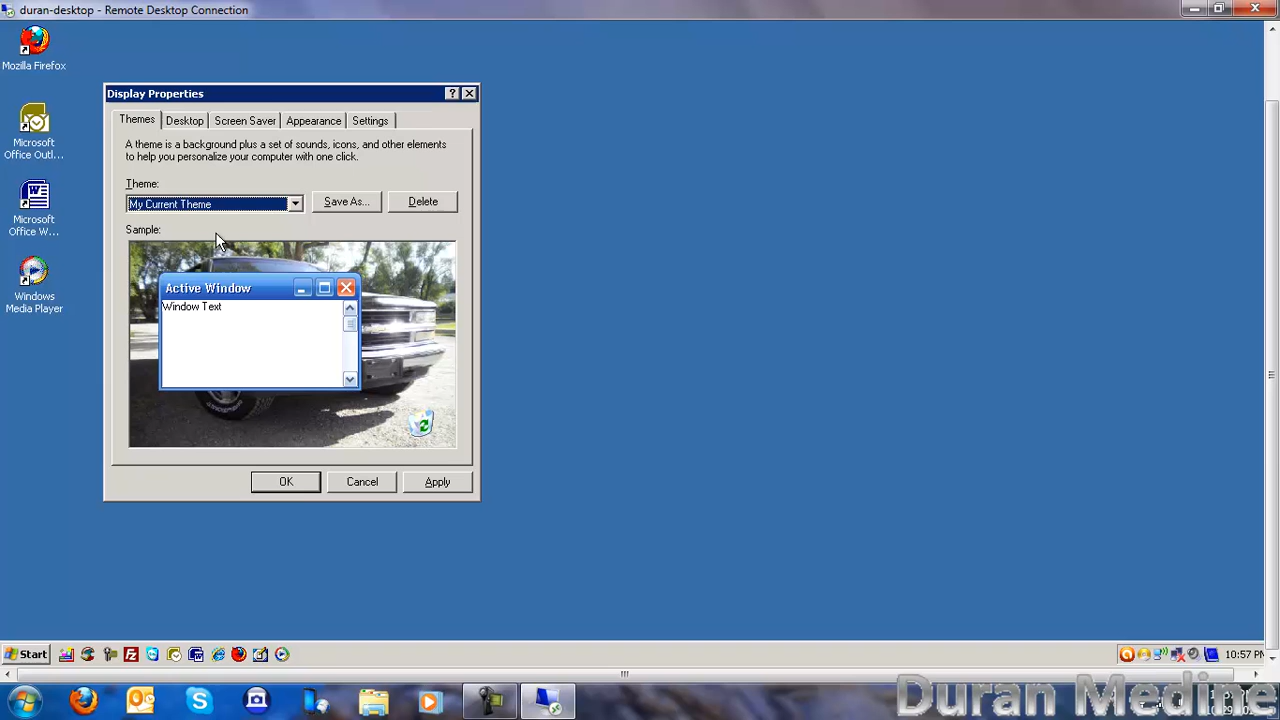 duran-desktop - Remote Desktop Connection
Mozilla Firefox
Microsoft
Office Outl...
Microsoft
Office W...
Windows
Media Player
Display Properties
Themes
Desktop
Screen Saver
Appearance
Settings
A theme is a background plus a set of sounds, icons, and other elements
to help you personalize your computer with one click.
Theme:
My Current Theme
Save As...
Delete
Sample:
Active Window
Window Text
OK
Cancel
Apply
Start
10:57 PM
Duran Medine